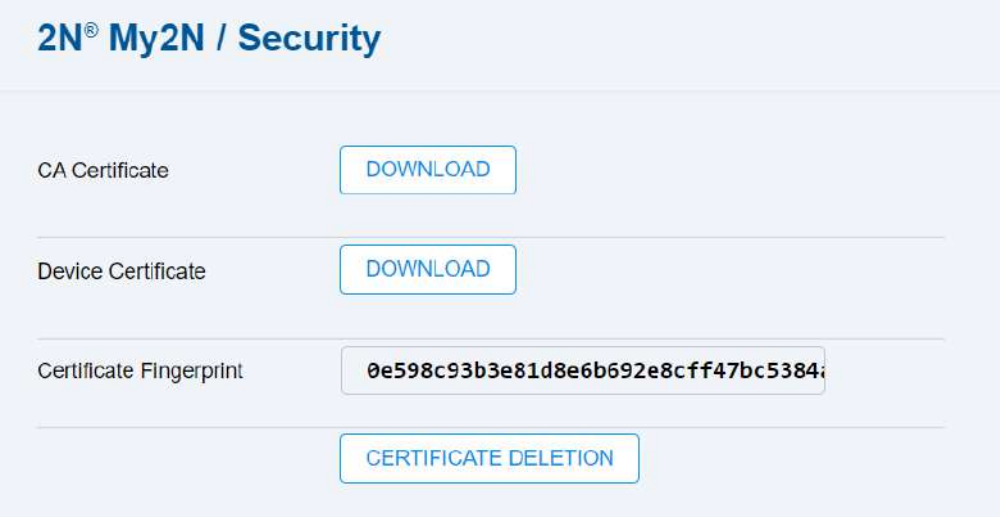 2N® My2N / Security
CA Certificate
DOWNLOAD
Device Certificate
DOWNLOAD
Certificate Fingerprint
0e598c93b3e81d8e6b692e8cff47bc5384
CERTIFICATE DELETION